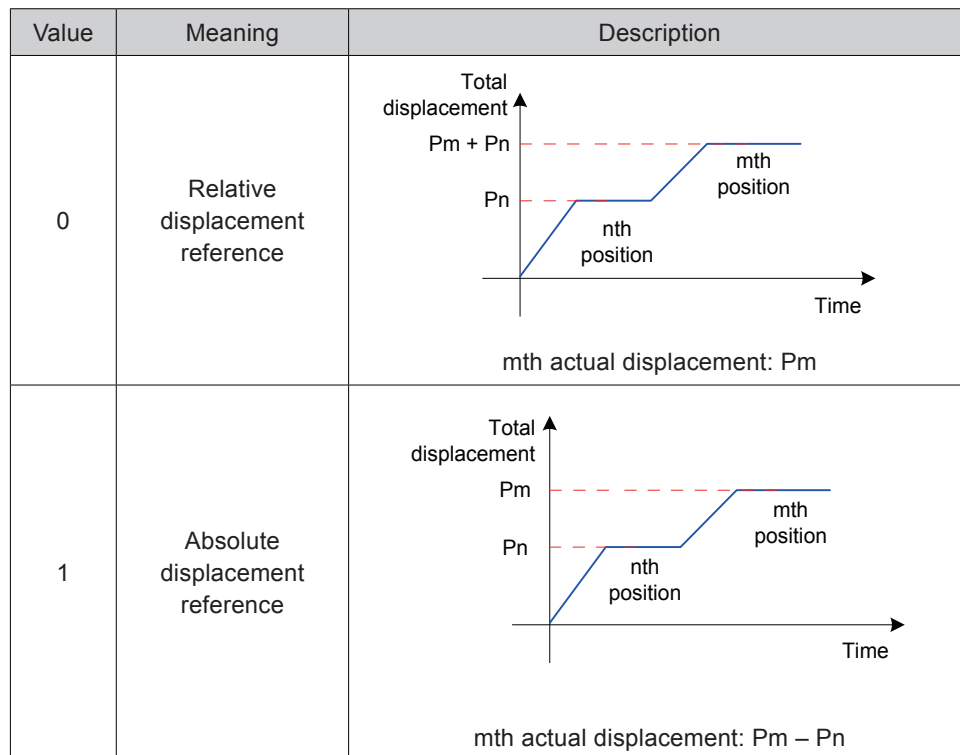 Value Meaning Description
0
Relative
displacement
reference
Total
displacement
Pm + Pn
Pn
nth
position
mth
position
Time
mth actual displacement: Pm
1
Absolute
displacement
reference
Total
displacement
Pm
Pn
nth
position
mth
position
Time
mth actual displacement: Pm – Pn